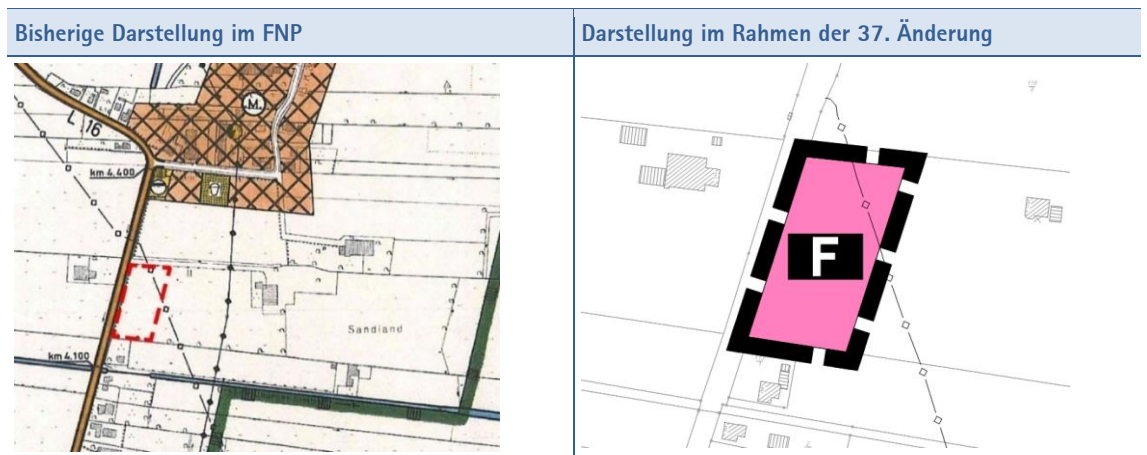 Bisherige Darstellung im FNP
Darstellung im Rahmen der 37. Änderung
M
L 16
km 4.400
Sandland
km 4.100
F